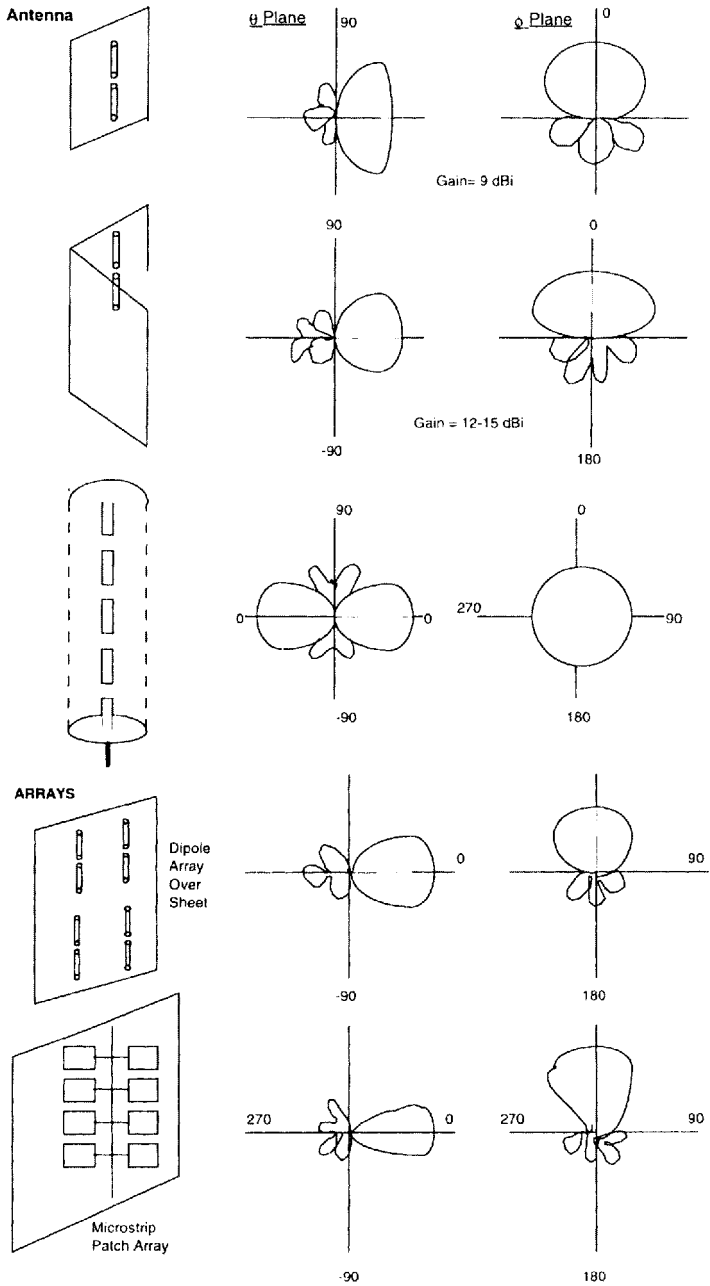 Antenna
θ Plane
φ Plane
90
0
Gain= 9 dBi
90
0
Gain = 12-15 dBi
-90
180
90
0
0
0
270
90
-90
180
ARRAYS
Dipole
Array
Over
Sheet
0
90
-90
180
270
0
270
90
Microstrip
Patch Array
-90
180